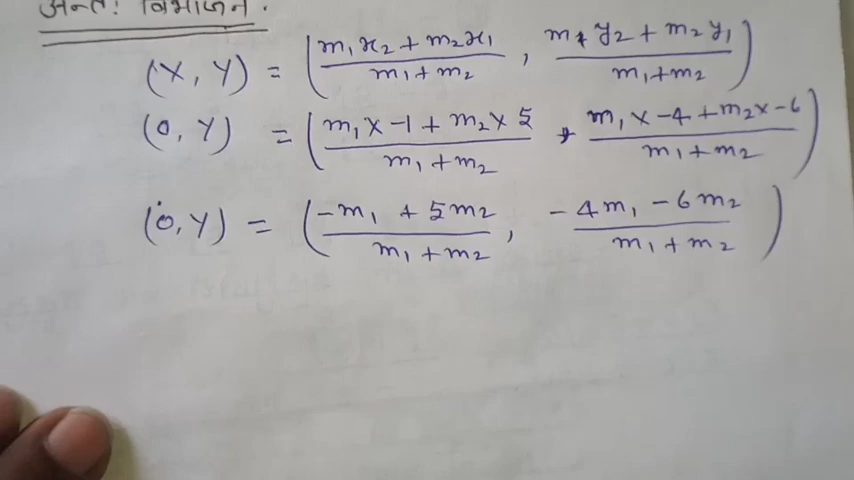 अन्तः विभाजन.
(X, Y) = ( m₁x₂ + m₂x₁ / m₁ + m₂ , m₁y₂ + m₂y₁ / m₁+m₂ )
(0, Y) = ( m₁ x -1 + m₂ x 5 / m₁ + m₂ , m₁ x -4 + m₂ x -6 / m₁ + m₂ )
(0, Y) = ( -m₁ + 5m₂ / m₁ + m₂ , -4m₁ - 6m₂ / m₁ + m₂ )